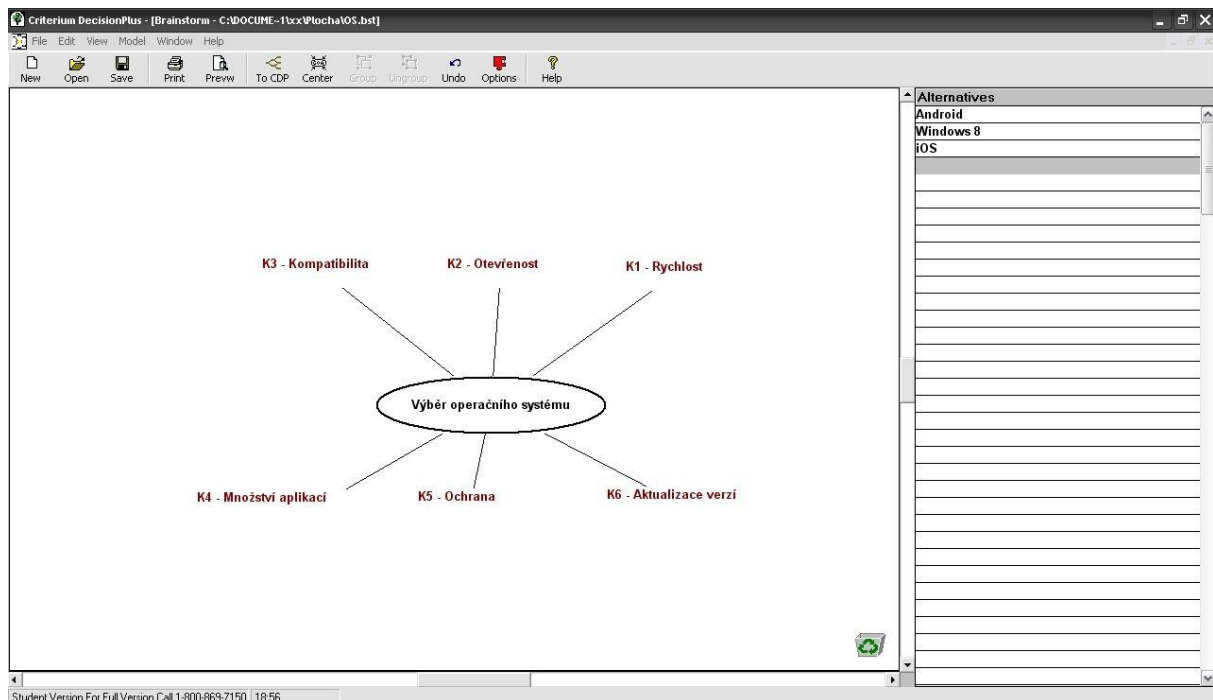 Criterium DecisionPlus - [Brainstorm - C:\DOCUME~1\xx\Plocha\OS.bst]
File Edit View Model Window Help
New Open Save Print Prevw To CDP Center Group Ungroup Undo Options Help
Alternatives
Android
Windows 8
iOS
K3 - Kompatibilita
K2 - Otevřenost
K1 - Rychlost
Výběr operačního systému
K4 - Množství aplikací
K5 - Ochrana
K6 - Aktualizace verzí
Student Version For Full Version Call 1-800-869-7150 18:56